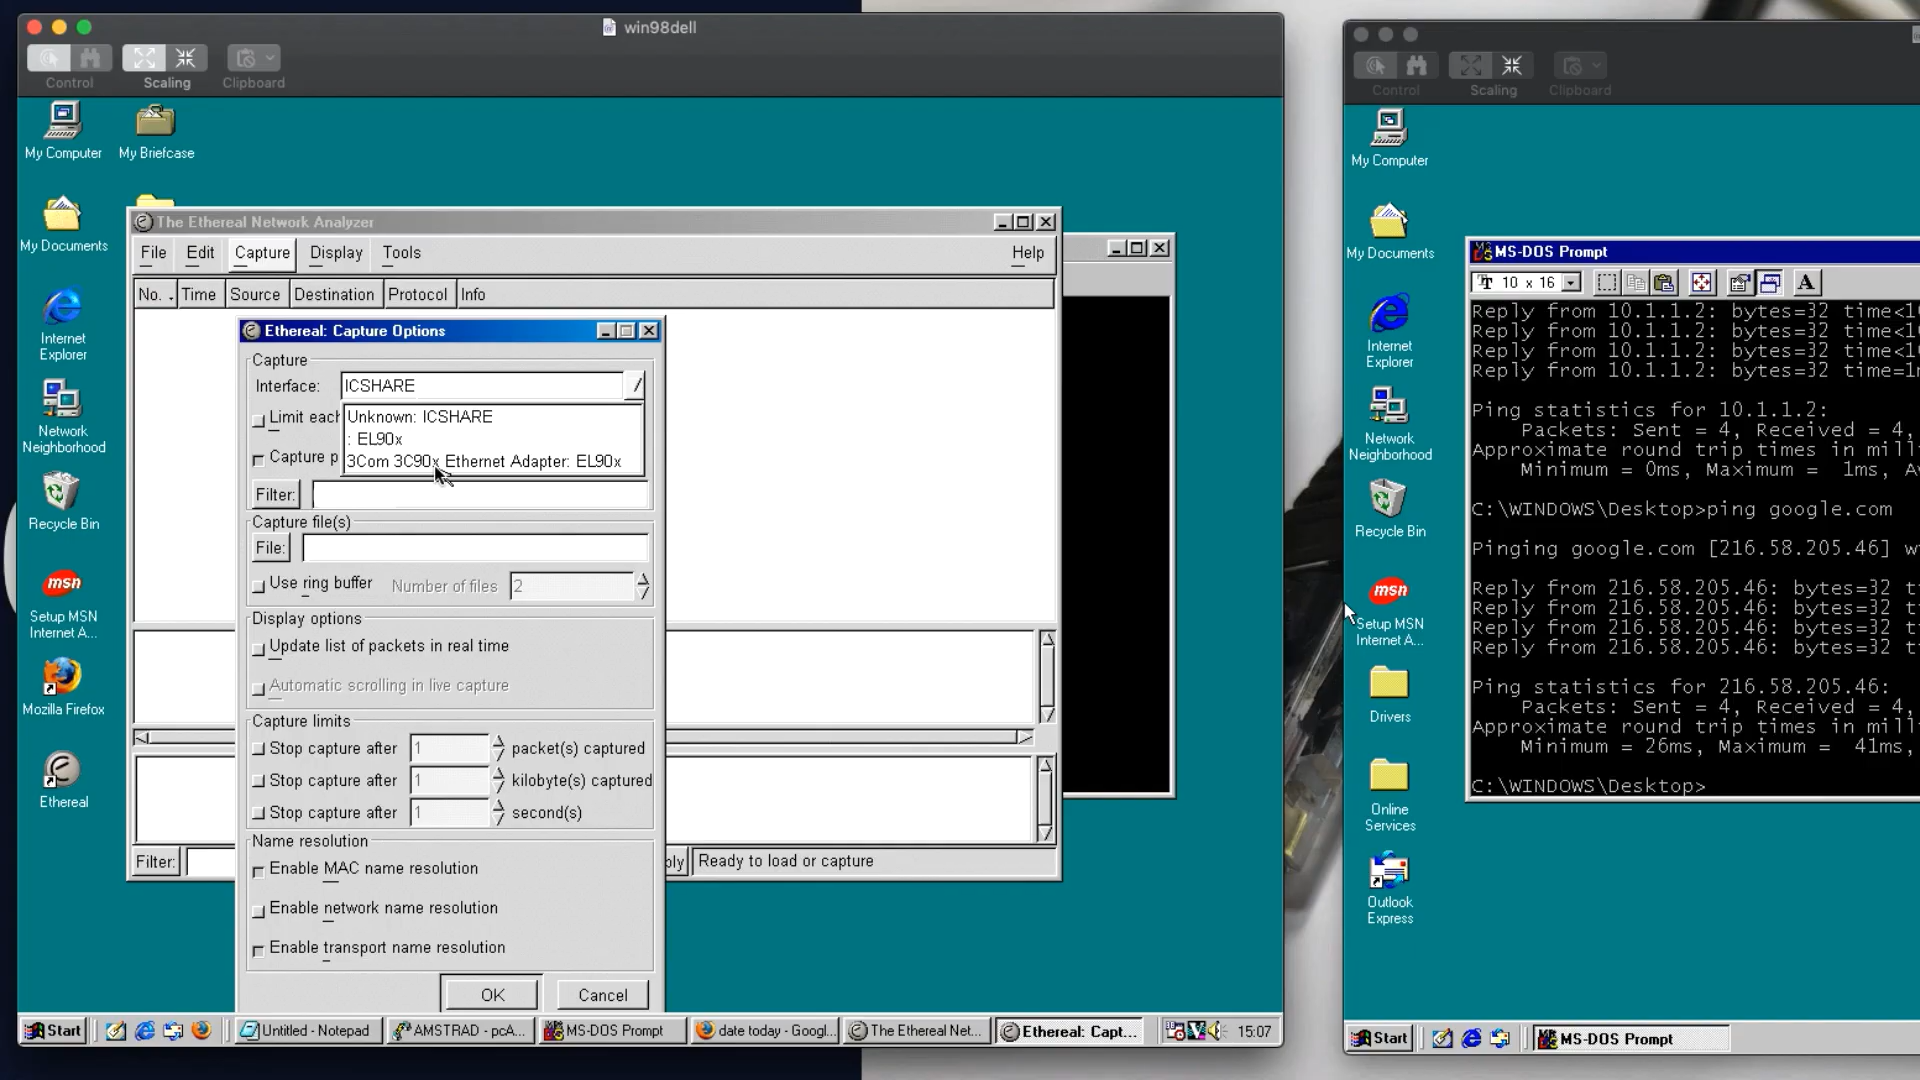 win98dell
Control
Scaling
Clipboard
My Computer
My Briefcase
My Documents
Internet
Explorer
Network
Neighborhood
Recycle Bin
msn
Setup MSN
Internet A...
Mozilla Firefox
Ethereal
The Ethereal Network Analyzer
File
Edit
Capture
Display
Tools
Help
No.
Time
Source
Destination
Protocol
Info
Ethereal: Capture Options
Capture
Interface:
ICSHARE
Limit each
Unknown: ICSHARE
: EL90x
Capture p
3Com 3C90x Ethernet Adapter: EL90x
Filter:
Capture file(s)
File:
Use ring buffer
Number of files
2
Display options
Update list of packets in real time
Automatic scrolling in live capture
Capture limits
Stop capture after
1
packet(s) captured
Stop capture after
1
kilobyte(s) captured
Stop capture after
1
second(s)
Name resolution
Enable MAC name resolution
Enable network name resolution
Enable transport name resolution
OK
Cancel
Filter:
ply
Ready to load or capture
Start
Untitled - Notepad
AMSTRAD - pcA...
MS-DOS Prompt
date today - Googl...
The Ethereal Net...
Ethereal: Capt...
15:07
Control
Scaling
Clipboard
My Computer
My Documents
Internet
Explorer
Network
Neighborhood
Recycle Bin
msn
Setup MSN
Internet A...
Drivers
Online
Services
Outlook
Express
MS-DOS Prompt
10 x 16
A
Reply from 10.1.1.2: bytes=32 time<1
Reply from 10.1.1.2: bytes=32 time<1
Reply from 10.1.1.2: bytes=32 time<1
Reply from 10.1.1.2: bytes=32 time=1
Ping statistics for 10.1.1.2:
Packets: Sent = 4, Received = 4,
Approximate round trip times in mill
Minimum = 0ms, Maximum =  1ms, A
C:\WINDOWS\Desktop>ping google.com
Pinging google.com [216.58.205.46] w
Reply from 216.58.205.46: bytes=32 t
Reply from 216.58.205.46: bytes=32 t
Reply from 216.58.205.46: bytes=32 t
Reply from 216.58.205.46: bytes=32 t
Ping statistics for 216.58.205.46:
Packets: Sent = 4, Received = 4,
Approximate round trip times in mill
Minimum = 26ms, Maximum =  41ms,
C:\WINDOWS\Desktop>
Start
MS-DOS Prompt